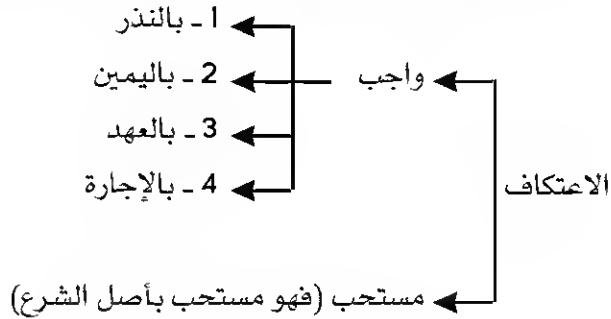 1 ـ بالنذر
واجب 2 ـ باليمين
3 ـ بالعهد
4 ـ بالإجارة
الاعتكاف
مستحب (فهو مستحب بأصل الشرع)